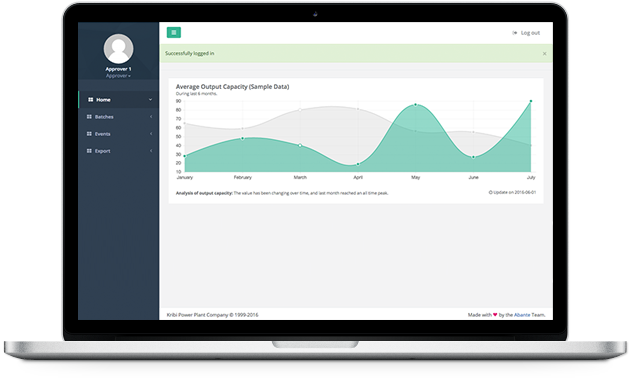 Log out
Successfully logged in
×
Approver 1
Approver
Home
Batches
Events
Export
Average Output Capacity (Sample Data)
During last 6 months.
90
80
70
60
50
40
30
20
10
January February March April May June July
Analysis of output capacity: The value has been changing over time, and last month reached an all time peak.
Update on 2016-06-01
Kribi Power Plant Company © 1999-2016
Made with ❤ by the Abante Team.